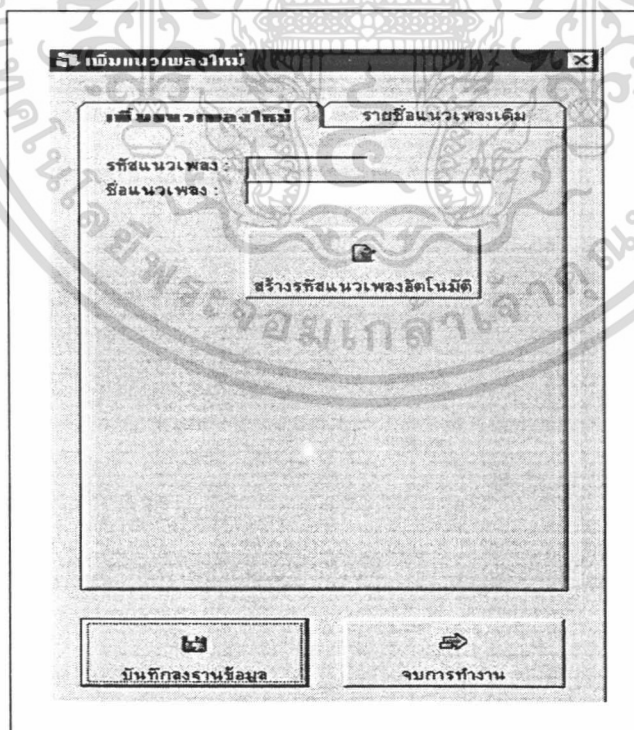 เพิ่มแนวเพลงใหม่
เพิ่มแนวเพลงใหม่
รายชื่อแนวเพลงเดิม
รหัสแนวเพลง :
ชื่อแนวเพลง :
สร้างรหัสแนวเพลงอัตโนมัติ
บันทึกลงฐานข้อมูล
จบการทำงาน